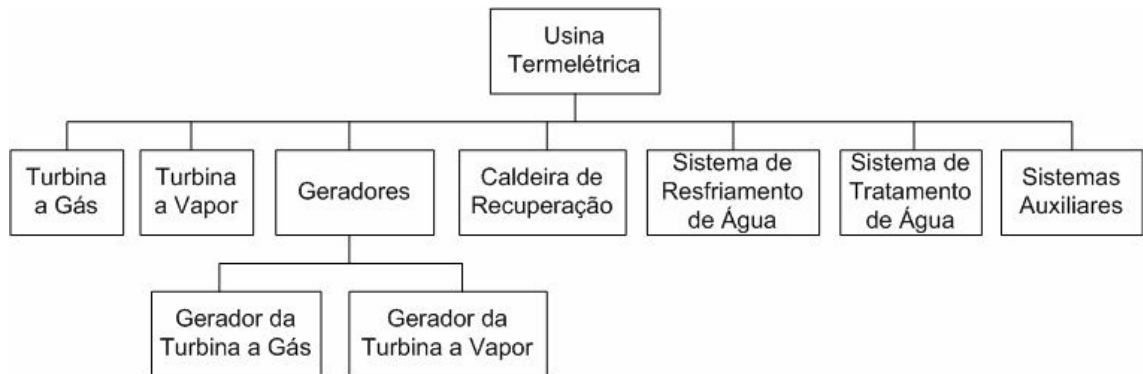 Usina
Termelétrica
Turbina
a Gás
Turbina
a Vapor
Geradores
Caldeira de
Recuperação
Sistema de
Resfriamento
de Água
Sistema de
Tratamento
de Água
Sistemas
Auxiliares
Gerador da
Turbina a Gás
Gerador da
Turbina a Vapor